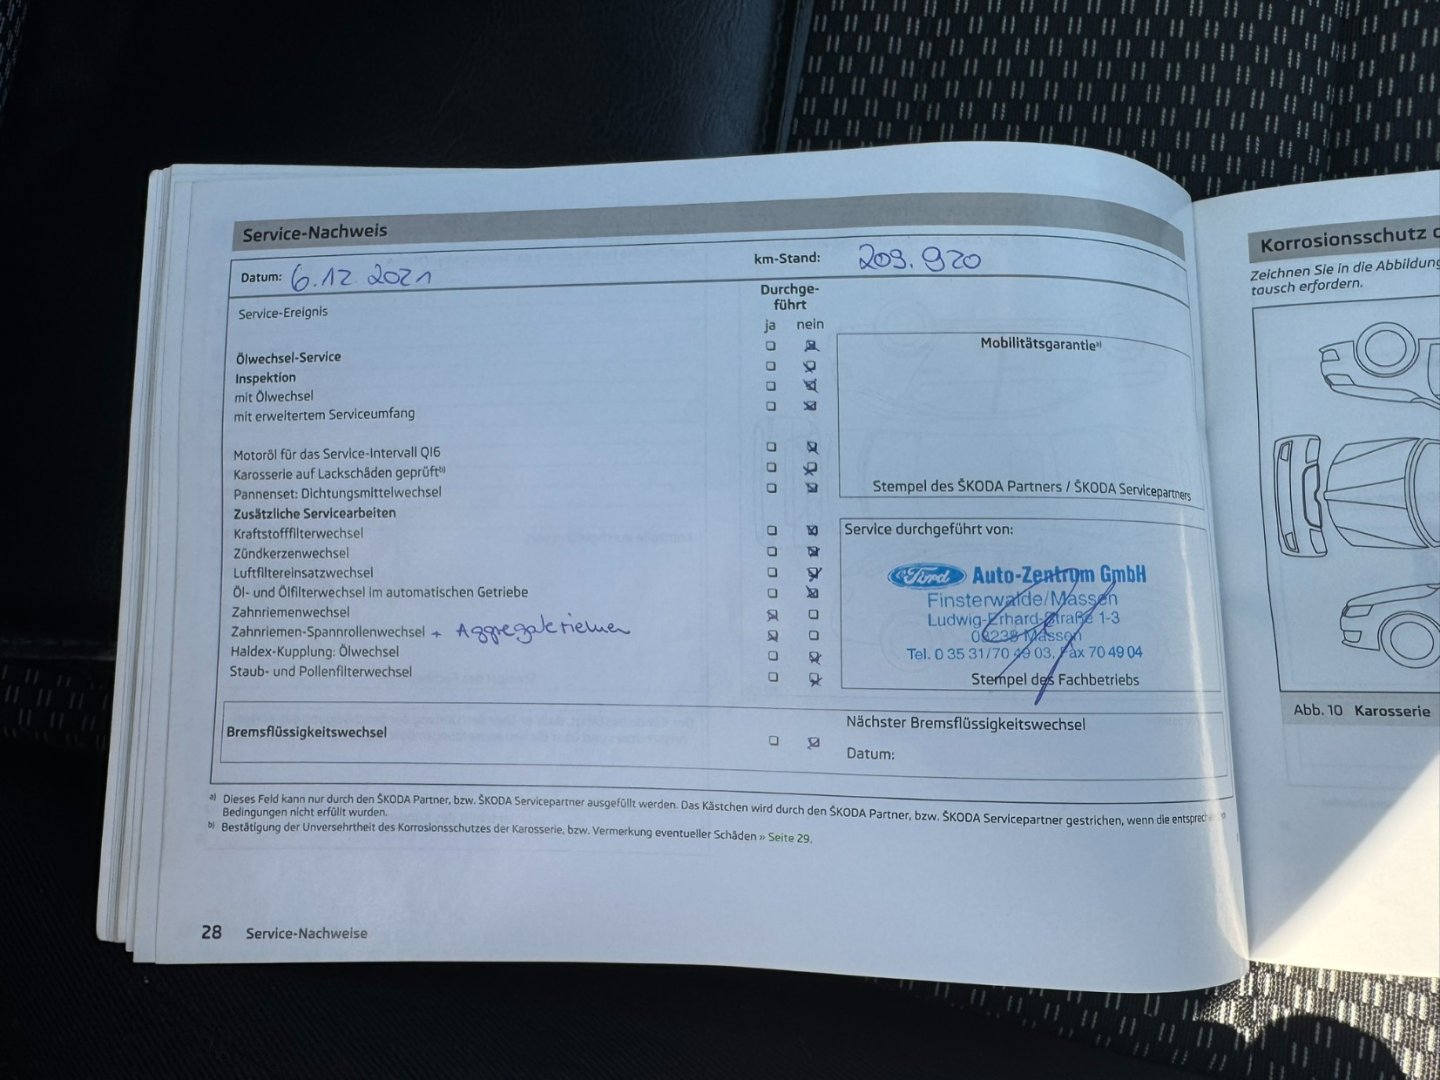 Service-Nachweis
Datum: 6.12.2021
km-Stand: 209.920
Service-Ereignis
Durchge-
führt
ja nein
Ölwechsel-Service
Inspektion
mit Ölwechsel
mit erweitertem Serviceumfang
Motoröl für das Service-Intervall QI6
Karosserie auf Lackschäden geprüft b)
Pannenset: Dichtungsmittelwechsel
Zusätzliche Servicearbeiten
Kraftstofffilterwechsel
Zündkerzenwechsel
Luftfiltereinsatzwechsel
Öl- und Ölfilterwechsel im automatischen Getriebe
Zahnriemenwechsel
Zahnriemen-Spannrollenwechsel + Aggregateriemen
Haldex-Kupplung: Ölwechsel
Staub- und Pollenfilterwechsel
Mobilitätsgarantie a)
Stempel des ŠKODA Partners / ŠKODA Servicepartners
Service durchgeführt von:
Ford Auto-Zentrum GmbH
Finsterwalde/Massen
Ludwig-Erhard-Straße 1-3
03238 Massen
Tel. 0 35 31/70 49 03, Fax 70 49 04
Stempel des Fachbetriebs
Bremsflüssigkeitswechsel
Nächster Bremsflüssigkeitswechsel
Datum:
a) Dieses Feld kann nur durch den ŠKODA Partner, bzw. ŠKODA Servicepartner ausgefüllt werden. Das Kästchen wird durch den ŠKODA Partner, bzw. ŠKODA Servicepartner gestrichen, wenn die
Bedingungen nicht erfüllt wurden.
b) Bestätigung der Unversehrtheit des Korrosionsschutzes der Karosserie, bzw. Vermerkung eventueller Schäden » Seite 29.
28 Service-Nachweise
Korrosionsschutz
Zeichnen Sie in die Abbildung
tausch erfordern.
Abb. 10 Karosserie